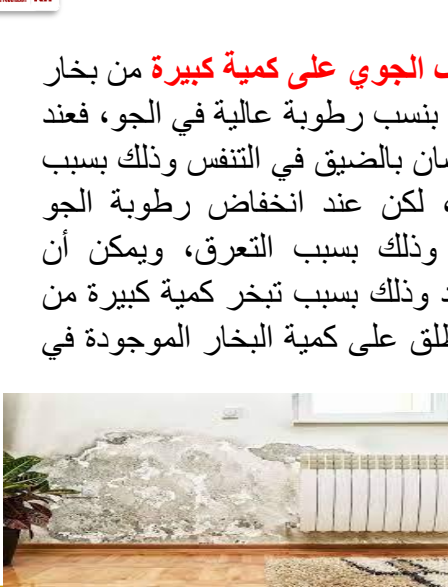 الجوي على كمية كبيرة من بخار
بنسب رطوبة عالية في الجو، فعند
بالضيق في التنفس وذلك بسبب
لكن عند انخفاض رطوبة الجو
وذلك بسبب التعرق، ويمكن أن
وذلك بسبب تبخر كمية كبيرة من
على كمية البخار الموجودة في